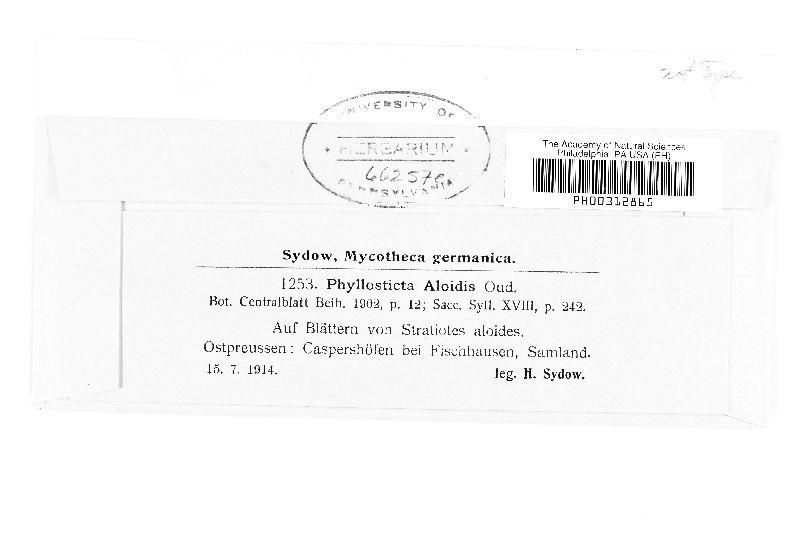 not Type
UNIVERSITY OF
HERBARIUM
66257e
PENNSYLVANIA
The Academy of Natural Sciences
Philadelphia PA USA (PH)
PH00312865
Sydow, Mycotheca germanica.
1253. Phyllosticta Aloidis Oud.
Bot. Centralblatt Beih. 1902, p. 12; Sacc. Syll. XVIII, p. 242.
Auf Blättern von Stratiotes aloides.
Ostpreussen: Caspershöfen bei Fischhausen, Samland.
15. 7. 1914. leg. H. Sydow.